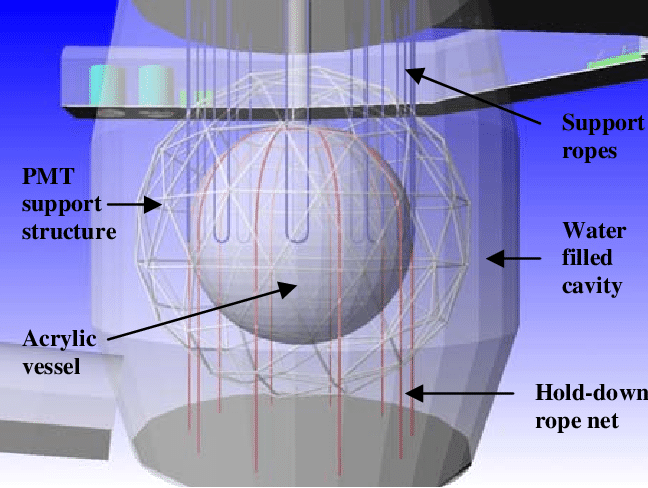 Support
ropes
PMT
support
structure
Water
filled
cavity
Acrylic
vessel
Hold-down
rope net